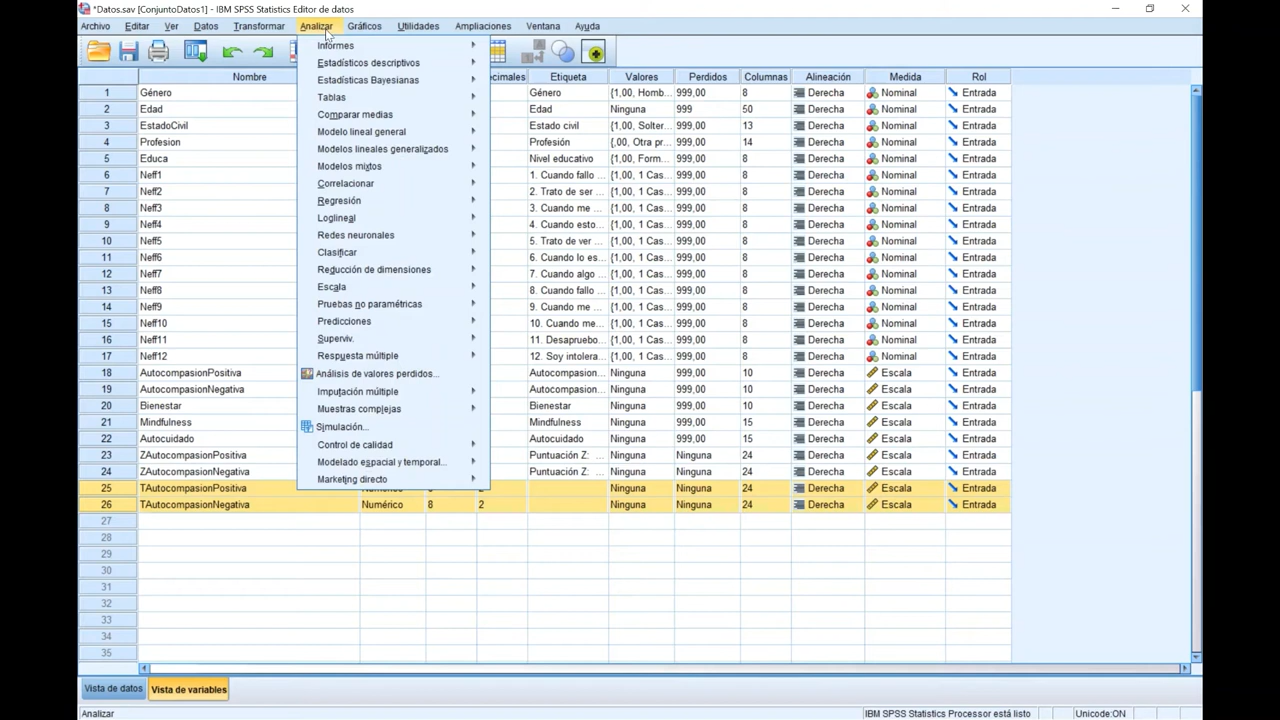 *Datos.sav [ConjuntoDatos1] - IBM SPSS Statistics Editor de datos
Archivo Editar Ver Datos Transformar Analizar Gráficos Utilidades Ampliaciones Ventana Ayuda
Informes
Estadísticos descriptivos
Estadísticas Bayesianas
Tablas
Comparar medias
Modelo lineal general
Modelos lineales generalizados
Modelos mixtos
Correlacionar
Regresión
Loglineal
Redes neuronales
Clasificar
Reducción de dimensiones
Escala
Pruebas no paramétricas
Predicciones
Superviv.
Respuesta múltiple
Análisis de valores perdidos...
Imputación múltiple
Muestras complejas
Simulación...
Control de calidad
Modelado espacial y temporal...
Marketing directo
Nombre ecimales Etiqueta Valores Perdidos Columnas Alineación Medida Rol
1 Género Género {1,00, Homb... 999,00 8 Derecha Nominal Entrada
2 Edad Edad Ninguna 999 50 Derecha Nominal Entrada
3 EstadoCivil Estado civil {1,00, Solter... 999,00 13 Derecha Nominal Entrada
4 Profesion Profesión {,00, Otra pr... 999,00 14 Derecha Nominal Entrada
5 Educa Nivel educativo {1,00, Form... 999,00 8 Derecha Nominal Entrada
6 Neff1 1. Cuando fallo ... {1,00, 1 Cas... 999,00 8 Derecha Nominal Entrada
7 Neff2 2. Trato de ser ... {1,00, 1 Cas... 999,00 8 Derecha Nominal Entrada
8 Neff3 3. Cuando me ... {1,00, 1 Cas... 999,00 8 Derecha Nominal Entrada
9 Neff4 4. Cuando esto... {1,00, 1 Cas... 999,00 8 Derecha Nominal Entrada
10 Neff5 5. Trato de ver ... {1,00, 1 Cas... 999,00 8 Derecha Nominal Entrada
11 Neff6 6. Cuando lo es... {1,00, 1 Cas... 999,00 8 Derecha Nominal Entrada
12 Neff7 7. Cuando algo ... {1,00, 1 Cas... 999,00 8 Derecha Nominal Entrada
13 Neff8 8. Cuando fallo ... {1,00, 1 Cas... 999,00 8 Derecha Nominal Entrada
14 Neff9 9. Cuando me ... {1,00, 1 Cas... 999,00 8 Derecha Nominal Entrada
15 Neff10 10. Cuando me... {1,00, 1 Cas... 999,00 8 Derecha Nominal Entrada
16 Neff11 11. Desapruebo... {1,00, 1 Cas... 999,00 8 Derecha Nominal Entrada
17 Neff12 12. Soy intolera... {1,00, 1 Cas... 999,00 8 Derecha Nominal Entrada
18 AutocompasionPositiva Autocompasion... Ninguna 999,00 10 Derecha Escala Entrada
19 AutocompasionNegativa Autocompasion... Ninguna 999,00 10 Derecha Escala Entrada
20 Bienestar Bienestar Ninguna 999,00 10 Derecha Escala Entrada
21 Mindfulness Mindfulness Ninguna 999,00 15 Derecha Escala Entrada
22 Autocuidado Autocuidado Ninguna 999,00 15 Derecha Escala Entrada
23 ZAutocompasionPositiva Puntuación Z: ... Ninguna Ninguna 24 Derecha Escala Entrada
24 ZAutocompasionNegativa Puntuación Z: ... Ninguna Ninguna 24 Derecha Escala Entrada
25 TAutocompasionPositiva Ninguna Ninguna 24 Derecha Escala Entrada
26 TAutocompasionNegativa Numérico 8 2 Ninguna Ninguna 24 Derecha Escala Entrada
27
28
29
30
31
32
33
34
35
Vista de datos Vista de variables
Analizar IBM SPSS Statistics Processor está listo Unicode:ON